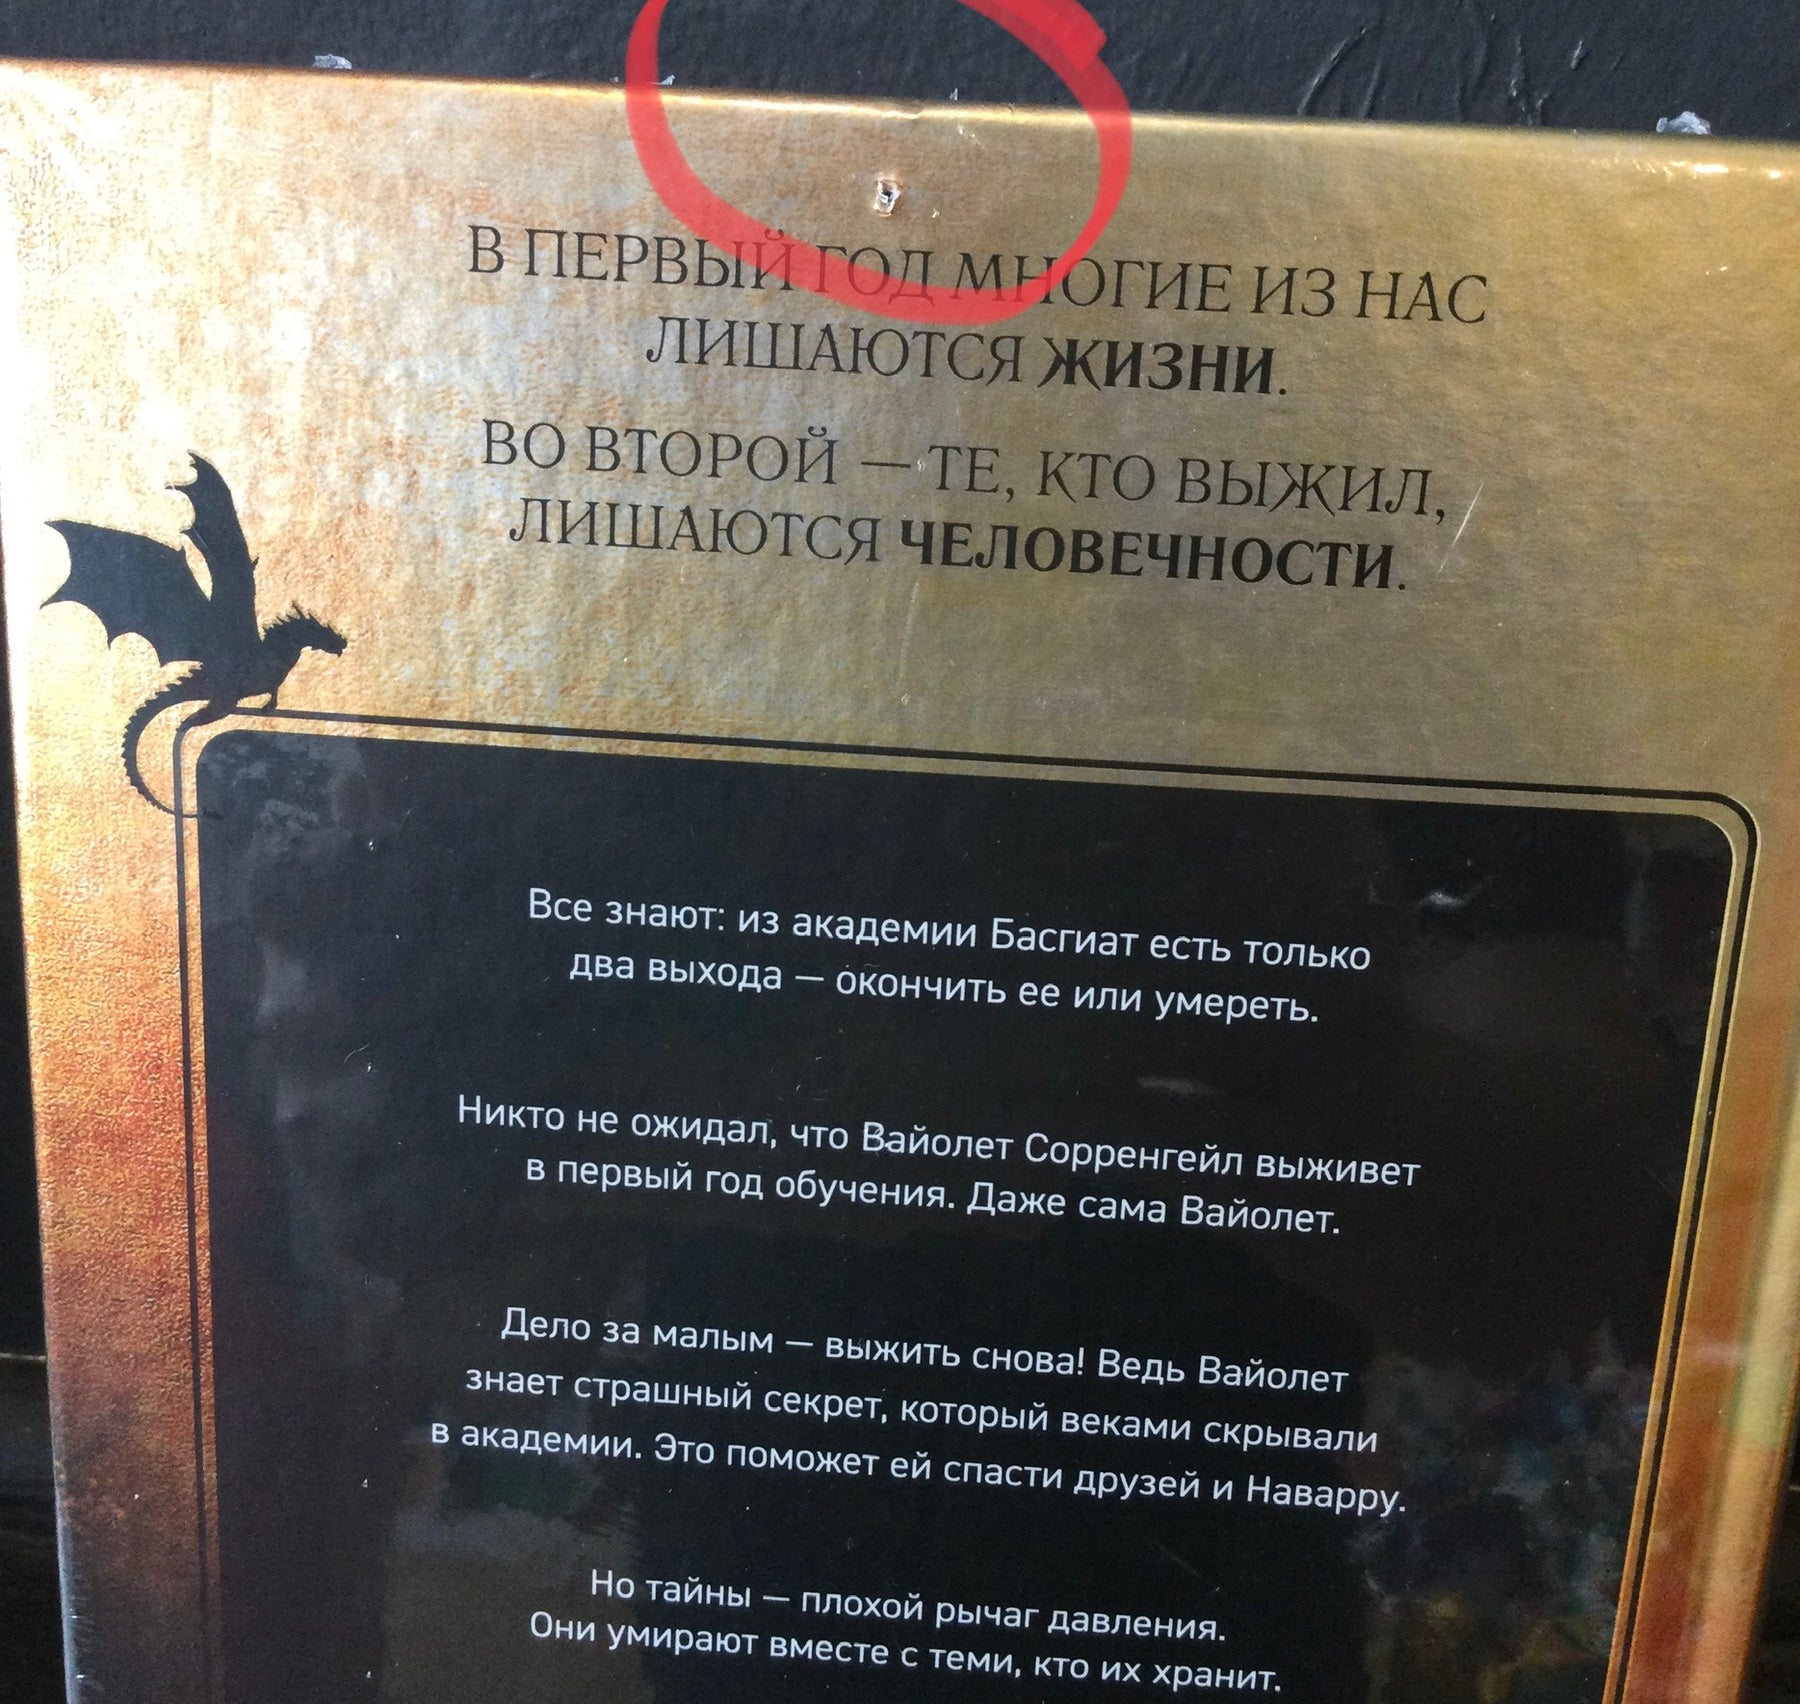 В ПЕРВЫЙ ГОД МНОГИЕ ИЗ НАС
ЛИШАЮТСЯ ЖИЗНИ.
ВО ВТОРОЙ — ТЕ, КТО ВЫЖИЛ,
ЛИШАЮТСЯ ЧЕЛОВЕЧНОСТИ.
Все знают: из академии Басгиат есть только
два выхода — окончить ее или умереть.
Никто не ожидал, что Вайолет Сорренгейл выживет
в первый год обучения. Даже сама Вайолет.
Дело за малым — выжить снова! Ведь Вайолет
знает страшный секрет, который веками скрывали
в академии. Это поможет ей спасти друзей и Наварру.
Но тайны — плохой рычаг давления.
Они умирают вместе с теми, кто их хранит.